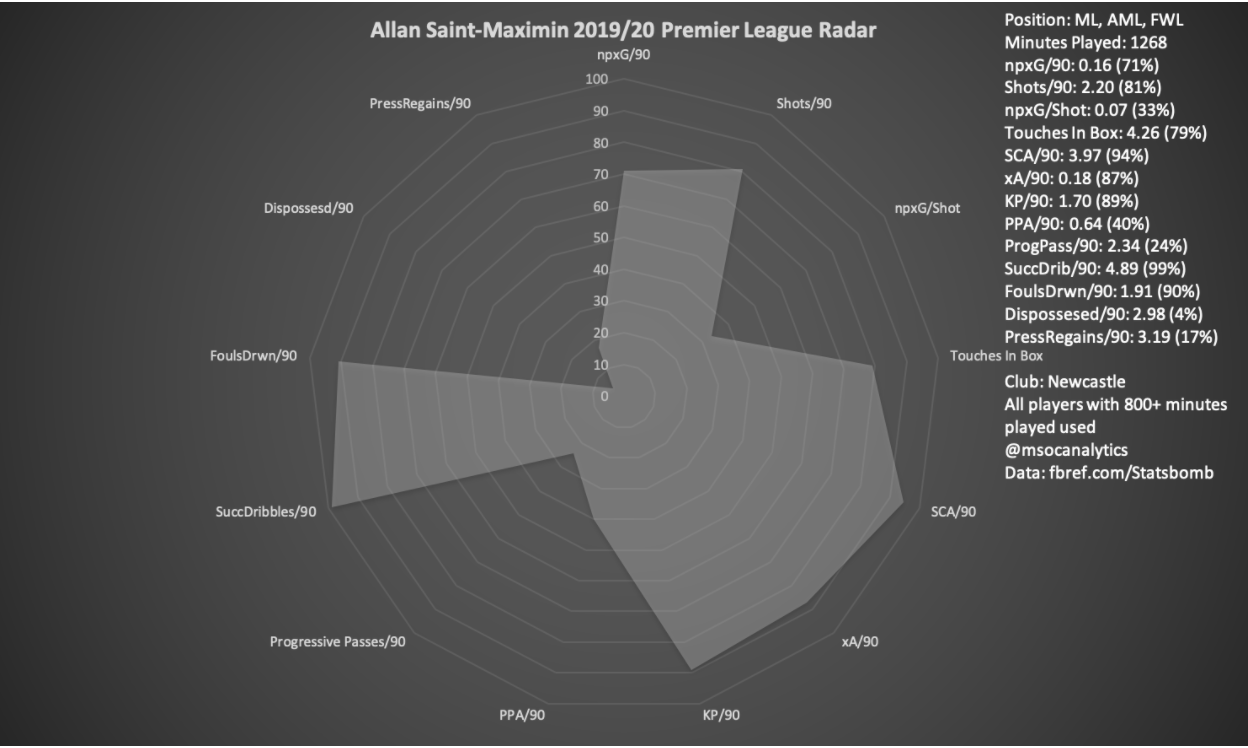 Allan Saint-Maximin 2019/20 Premier League Radar
npxG/90
Shots/90
npxG/Shot
Touches In Box
SCA/90
xA/90
KP/90
PPA/90
Progressive Passes/90
SuccDribbles/90
FoulsDrwn/90
Dispossesd/90
PressRegains/90
100
90
80
70
60
50
40
30
20
10
0
Position: ML, AML, FWL
Minutes Played: 1268
npxG/90: 0.16 (71%)
Shots/90: 2.20 (81%)
npxG/Shot: 0.07 (33%)
Touches In Box: 4.26 (79%)
SCA/90: 3.97 (94%)
xA/90: 0.18 (87%)
KP/90: 1.70 (89%)
PPA/90: 0.64 (40%)
ProgPass/90: 2.34 (24%)
SuccDrib/90: 4.89 (99%)
FoulsDrwn/90: 1.91 (90%)
Dispossesed/90: 2.98 (4%)
PressRegains/90: 3.19 (17%)
Club: Newcastle
All players with 800+ minutes
played used
@msocanalytics
Data: fbref.com/Statsbomb